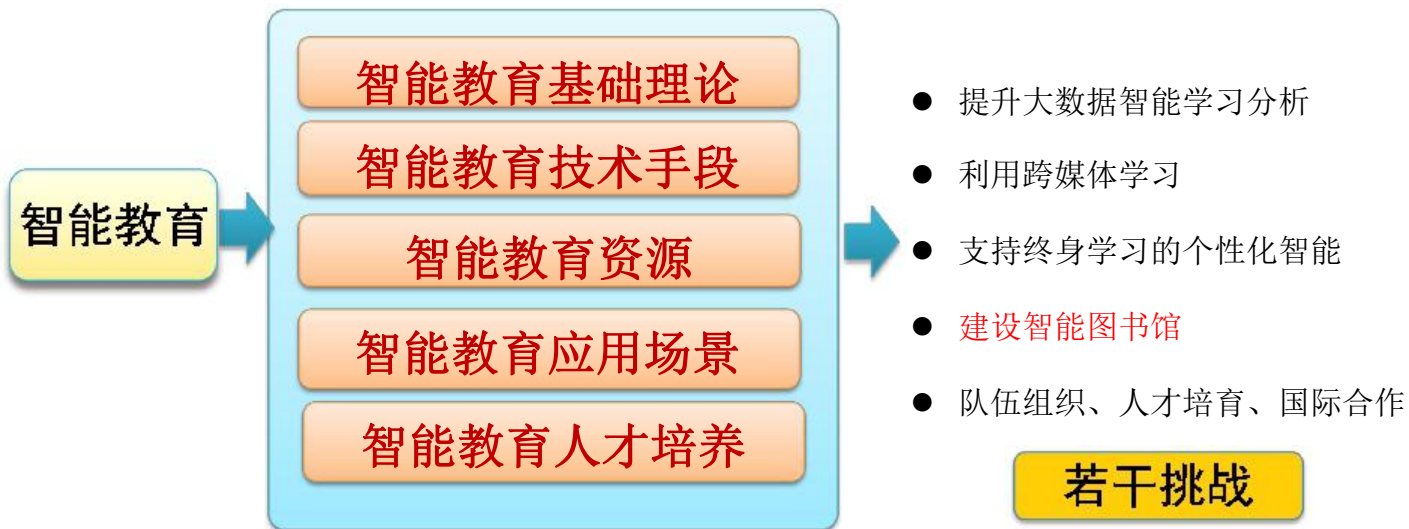 智能教育
智能教育基础理论
智能教育技术手段
智能教育资源
智能教育应用场景
智能教育人才培养
● 提升大数据智能学习分析
● 利用跨媒体学习
● 支持终身学习的个性化智能
● 建设智能图书馆
● 队伍组织、人才培育、国际合作
若干挑战